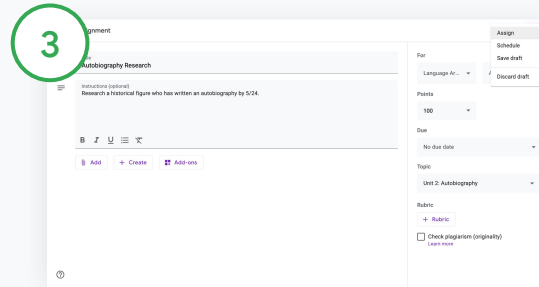 3
Assign
Schedule
Save draft
Discard draft
Autobiography Research
Instructions (optional)
Research a historical figure who has written an autobiography by 5/24.
B I U
Add
+ Create
Add-ons
For
Language Ar...
Points
100
Due
No due date
Topic
Unit 2: Autobiography
Rubric
+ Rubric
Check plagiarism (originality)
Learn more